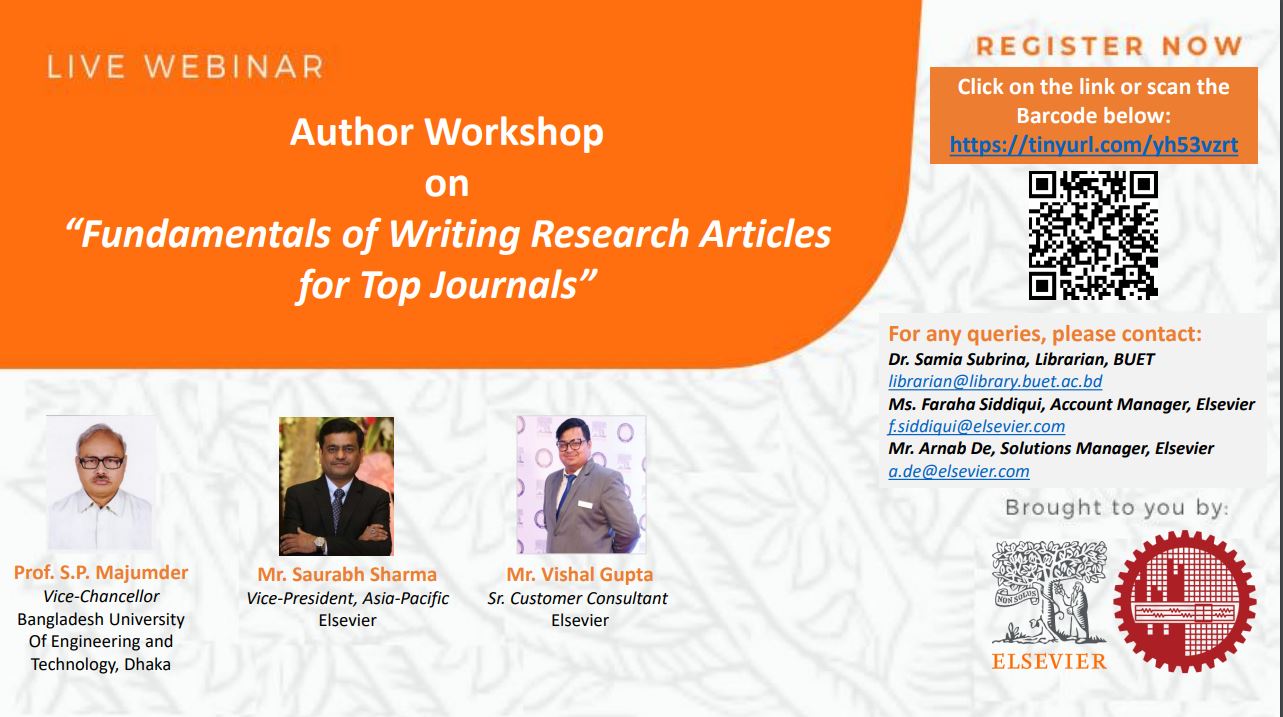 LIVE WEBINAR
Author Workshop
on
“Fundamentals of Writing Research Articles
for Top Journals”
REGISTER NOW
Click on the link or scan the
Barcode below:
https://tinyurl.com/yh53vzrt
For any queries, please contact:
Dr. Samia Subrina, Librarian, BUET
librarian@library.buet.ac.bd
Ms. Faraha Siddiqui, Account Manager, Elsevier
f.siddiqui@elsevier.com
Mr. Arnab De, Solutions Manager, Elsevier
a.de@elsevier.com
Brought to you by:
NON SOLUS
ELSEVIER
Prof. S.P. Majumder
Vice-Chancellor
Bangladesh University
Of Engineering and
Technology, Dhaka
Mr. Saurabh Sharma
Vice-President, Asia-Pacific
Elsevier
Mr. Vishal Gupta
Sr. Customer Consultant
Elsevier